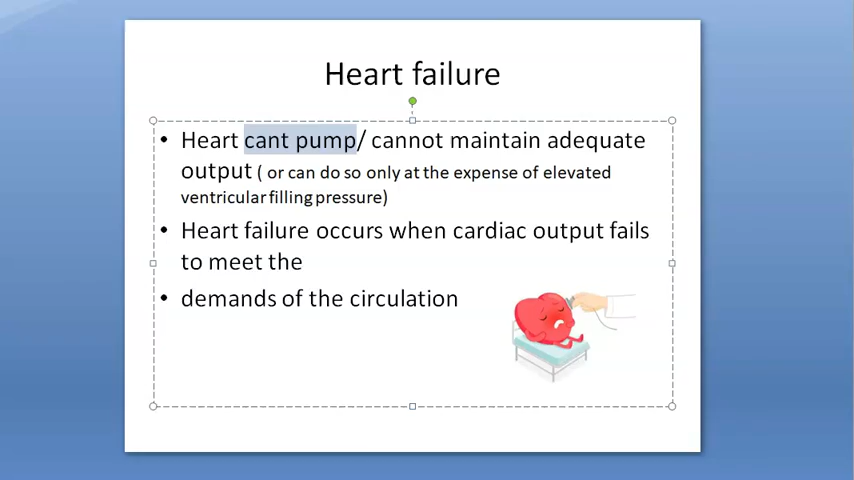 Heart failure
• Heart cant pump/ cannot maintain adequate
output ( or can do so only at the expense of elevated
ventricular filling pressure)
• Heart failure occurs when cardiac output fails
to meet the
• demands of the circulation